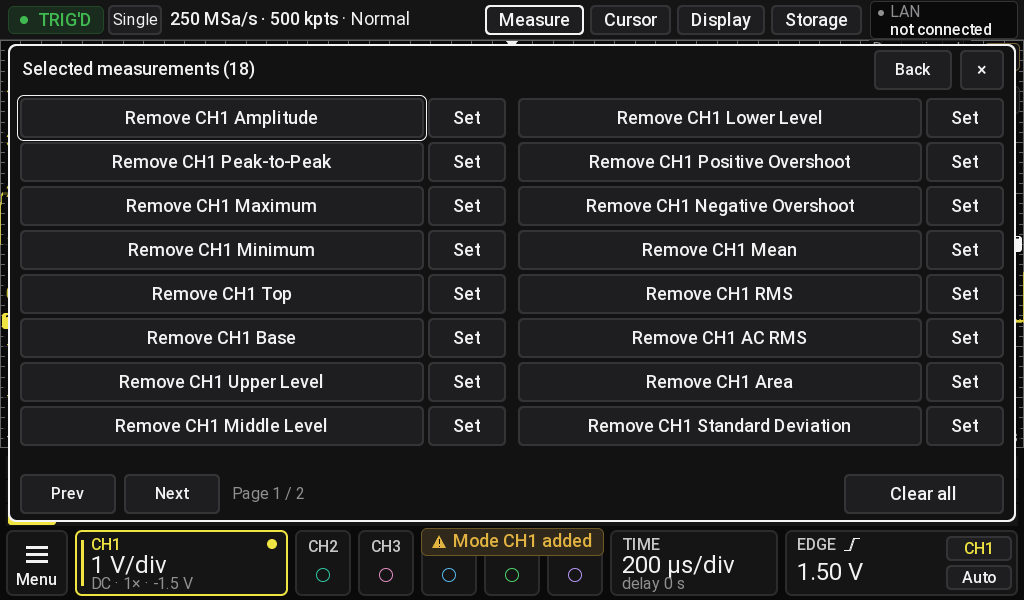 TRIG'D Single 250 MSa/s · 500 kpts · Normal Measure Cursor Display Storage LAN
not connected
Selected measurements (18) Back ×
Remove CH1 Amplitude Set Remove CH1 Lower Level Set
Remove CH1 Peak-to-Peak Set Remove CH1 Positive Overshoot Set
Remove CH1 Maximum Set Remove CH1 Negative Overshoot Set
Remove CH1 Minimum Set Remove CH1 Mean Set
Remove CH1 Top Set Remove CH1 RMS Set
Remove CH1 Base Set Remove CH1 AC RMS Set
Remove CH1 Upper Level Set Remove CH1 Area Set
Remove CH1 Middle Level Set Remove CH1 Standard Deviation Set
Prev Next Page 1 / 2 Clear all
Menu
CH1
1 V/div
DC · 1× · -1.5 V
CH2
CH3
Mode CH1 added
TIME
200 µs/div
delay 0 s
EDGE
1.50 V
CH1
Auto